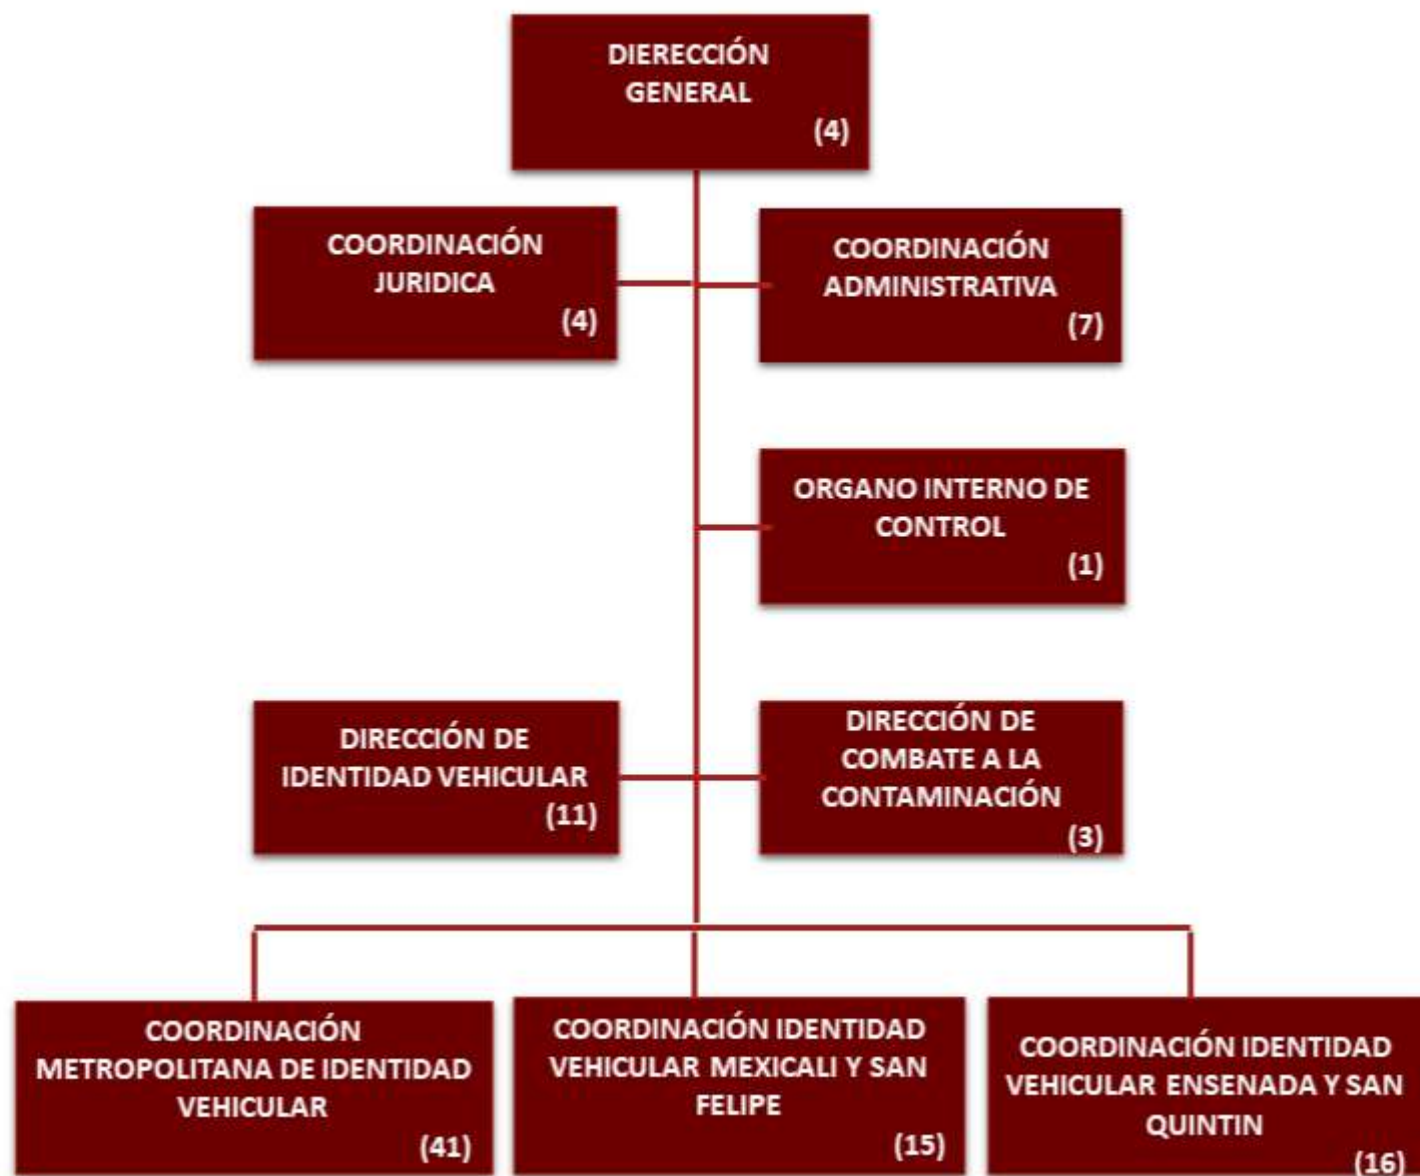 DIERECCIÓN
GENERAL
(4)
COORDINACIÓN
JURIDICA
(4)
COORDINACIÓN
ADMINISTRATIVA
(7)
ORGANO INTERNO DE
CONTROL
(1)
DIRECCIÓN DE
IDENTIDAD VEHICULAR
(11)
DIRECCIÓN DE
COMBATE A LA
CONTAMINACIÓN
(3)
COORDINACIÓN
METROPOLITANA DE IDENTIDAD
VEHICULAR
(41)
COORDINACIÓN IDENTIDAD
VEHICULAR MEXICALI Y SAN
FELIPE
(15)
COORDINACIÓN IDENTIDAD
VEHICULAR ENSENADA Y SAN
QUINTIN
(16)